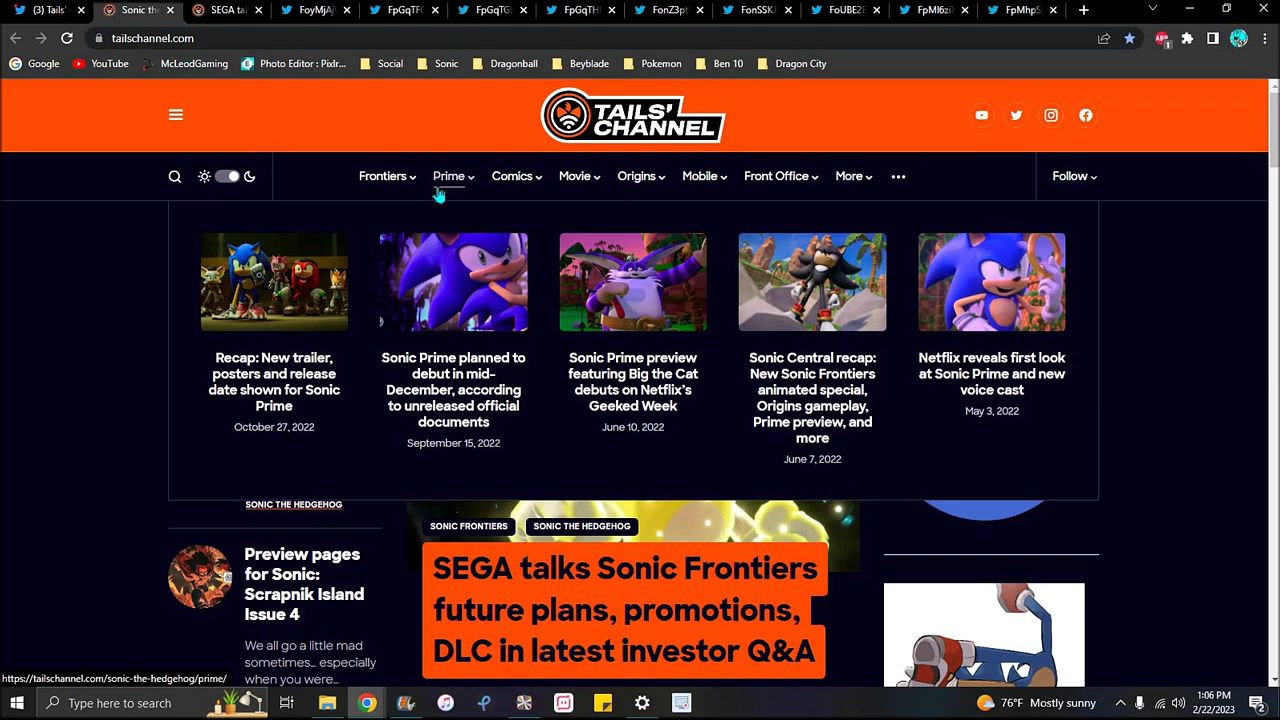 (3) Tails'
Sonic the
SEGA tal
FoyMjAj
FpGqTFC
FpGqTG
FpGqTH
FonZ3pt
FonSSKJ
FoUBE2E
FpMl6zi
FpMhpS
tailschannel.com
Google YouTube McLeodGaming Photo Editor : Pixlr... Social Sonic Dragonball Beyblade Pokemon Ben 10 Dragon City
TAILS'
CHANNEL
Frontiers Prime Comics Movie Origins Mobile Front Office More Follow
Recap: New trailer,
posters and release
date shown for Sonic
Prime
October 27, 2022
Sonic Prime planned to
debut in mid-
December, according
to unreleased official
documents
September 15, 2022
Sonic Prime preview
featuring Big the Cat
debuts on Netflix's
Geeked Week
June 10, 2022
Sonic Central recap:
New Sonic Frontiers
animated special,
Origins gameplay,
Prime preview, and
more
June 7, 2022
Netflix reveals first look
at Sonic Prime and new
voice cast
May 3, 2022
SONIC THE HEDGEHOG
Preview pages
for Sonic:
Scrapnik Island
Issue 4
We all go a little mad
sometimes... especially
when you were
SONIC FRONTIERS SONIC THE HEDGEHOG
SEGA talks Sonic Frontiers
future plans, promotions,
DLC in latest investor Q&A
https://tailschannel.com/sonic-the-hedgehog/prime/
Type here to search
76°F Mostly sunny
1:06 PM
2/22/2023